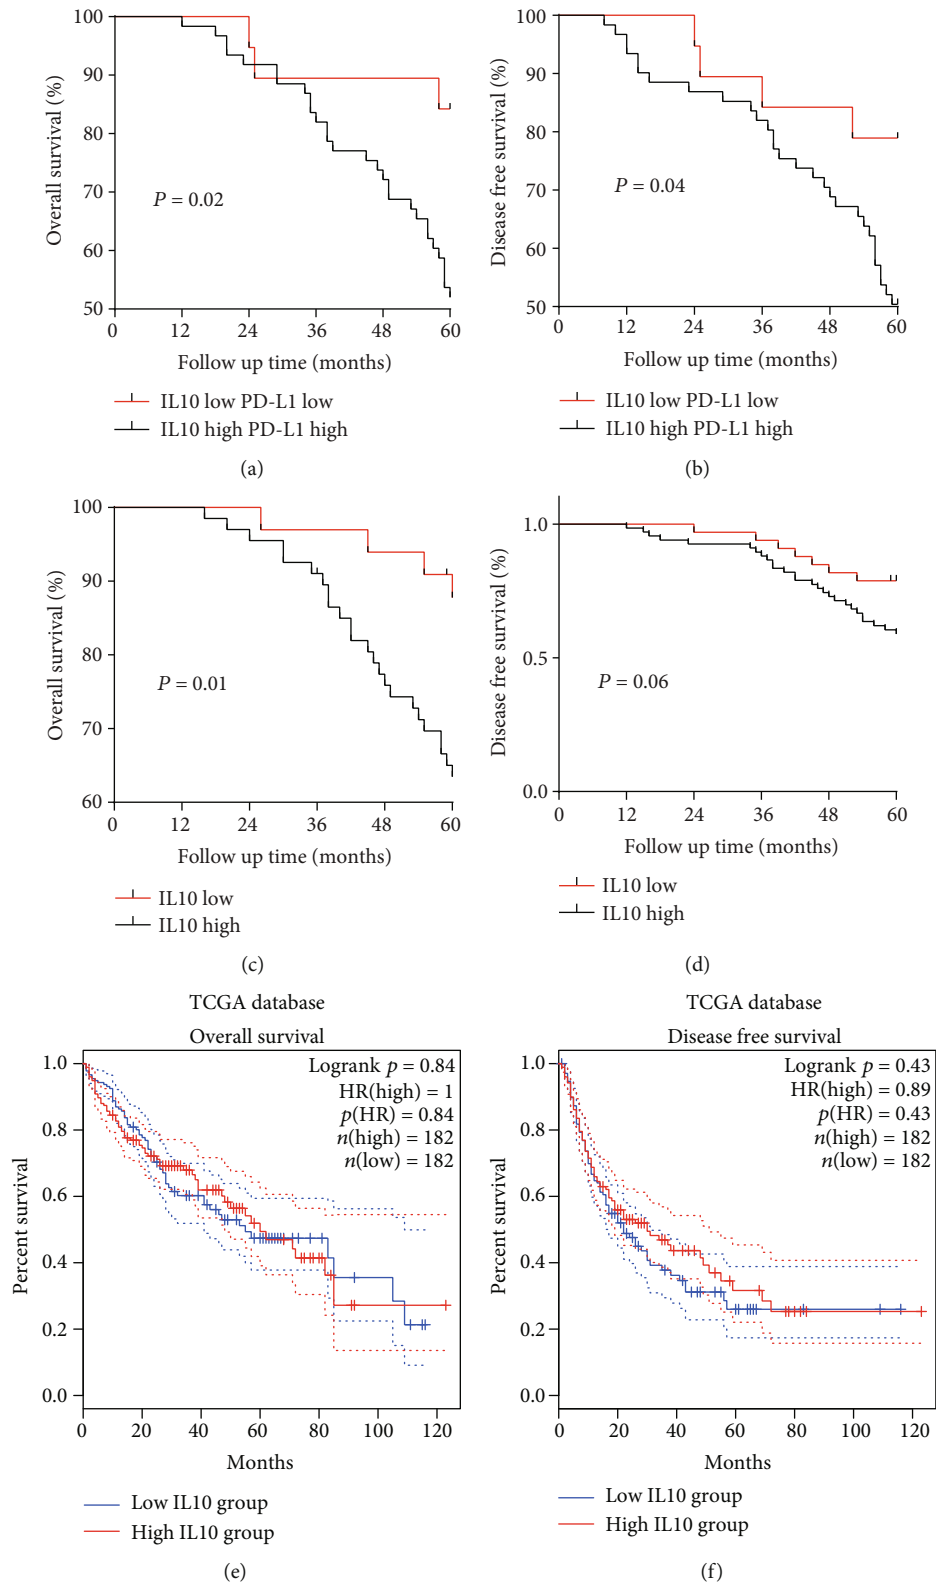 100
90
80
70
60
50
Overall survival (%)
P = 0.02
0 12 24 36 48 60
Follow up time (months)
IL10 low PD-L1 low
IL10 high PD-L1 high
(a)
100
90
80
70
60
50
Disease free survival (%)
P = 0.04
0 12 24 36 48 60
Follow up time (months)
IL10 low PD-L1 low
IL10 high PD-L1 high
(b)
100
90
80
70
60
Overall survival (%)
P = 0.01
0 12 24 36 48 60
Follow up time (months)
IL10 low
IL10 high
(c)
1.0
0.5
0.0
Disease free survival (%)
P = 0.06
0 12 24 36 48 60
Follow up time (months)
IL10 low
IL10 high
(d)
TCGA database
Overall survival
Logrank p = 0.84
HR(high) = 1
p(HR) = 0.84
n(high) = 182
n(low) = 182
1.0
0.8
0.6
0.4
0.2
0.0
Percent survival
0 20 40 60 80 100 120
Months
Low IL10 group
High IL10 group
(e)
TCGA database
Disease free survival
Logrank p = 0.43
HR(high) = 0.89
p(HR) = 0.43
n(high) = 182
n(low) = 182
1.0
0.8
0.6
0.4
0.2
0.0
Percent survival
0 20 40 60 80 100 120
Months
Low IL10 group
High IL10 group
(f)